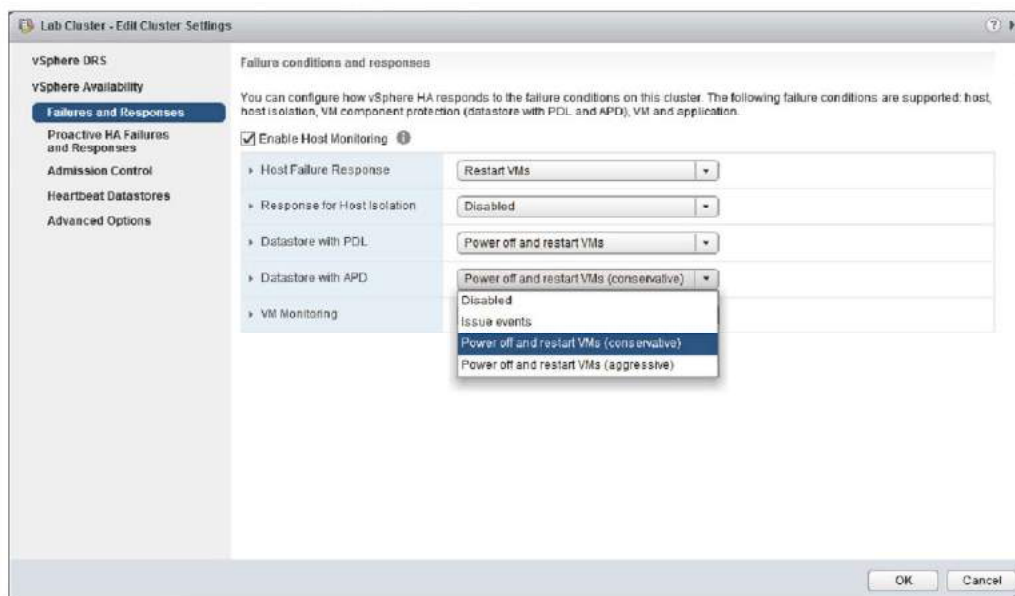 Lab Cluster - Edit Cluster Settings
vSphere DRS
vSphere Availability
Failures and Responses
Proactive HA Failures
and Responses
Admission Control
Heartbeat Datastores
Advanced Options
Failure conditions and responses
You can configure how vSphere HA responds to the failure conditions on this cluster. The following failure conditions are supported: host,
host isolation, VM component protection (datastore with PDL and APD), VM and application.
Enable Host Monitoring
Host Failure Response
Restart VMs
Response for Host Isolation
Disabled
Datastore with PDL
Power off and restart VMs
Datastore with APD
Power off and restart VMs (conservative)
VM Monitoring
Disabled
Issue events
Power off and restart VMs (conservative)
Power off and restart VMs (aggressive)
OK
Cancel